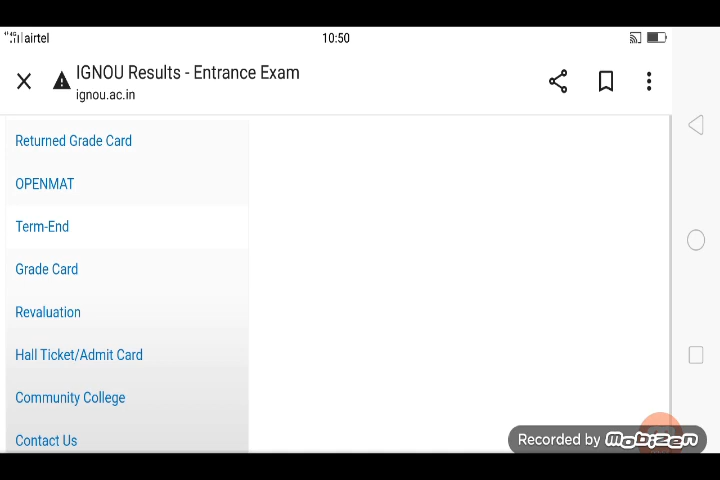 airtel
10:50
IGNOU Results - Entrance Exam
ignou.ac.in
Returned Grade Card
OPENMAT
Term-End
Grade Card
Revaluation
Hall Ticket/Admit Card
Community College
Contact Us
Recorded by Mobizen